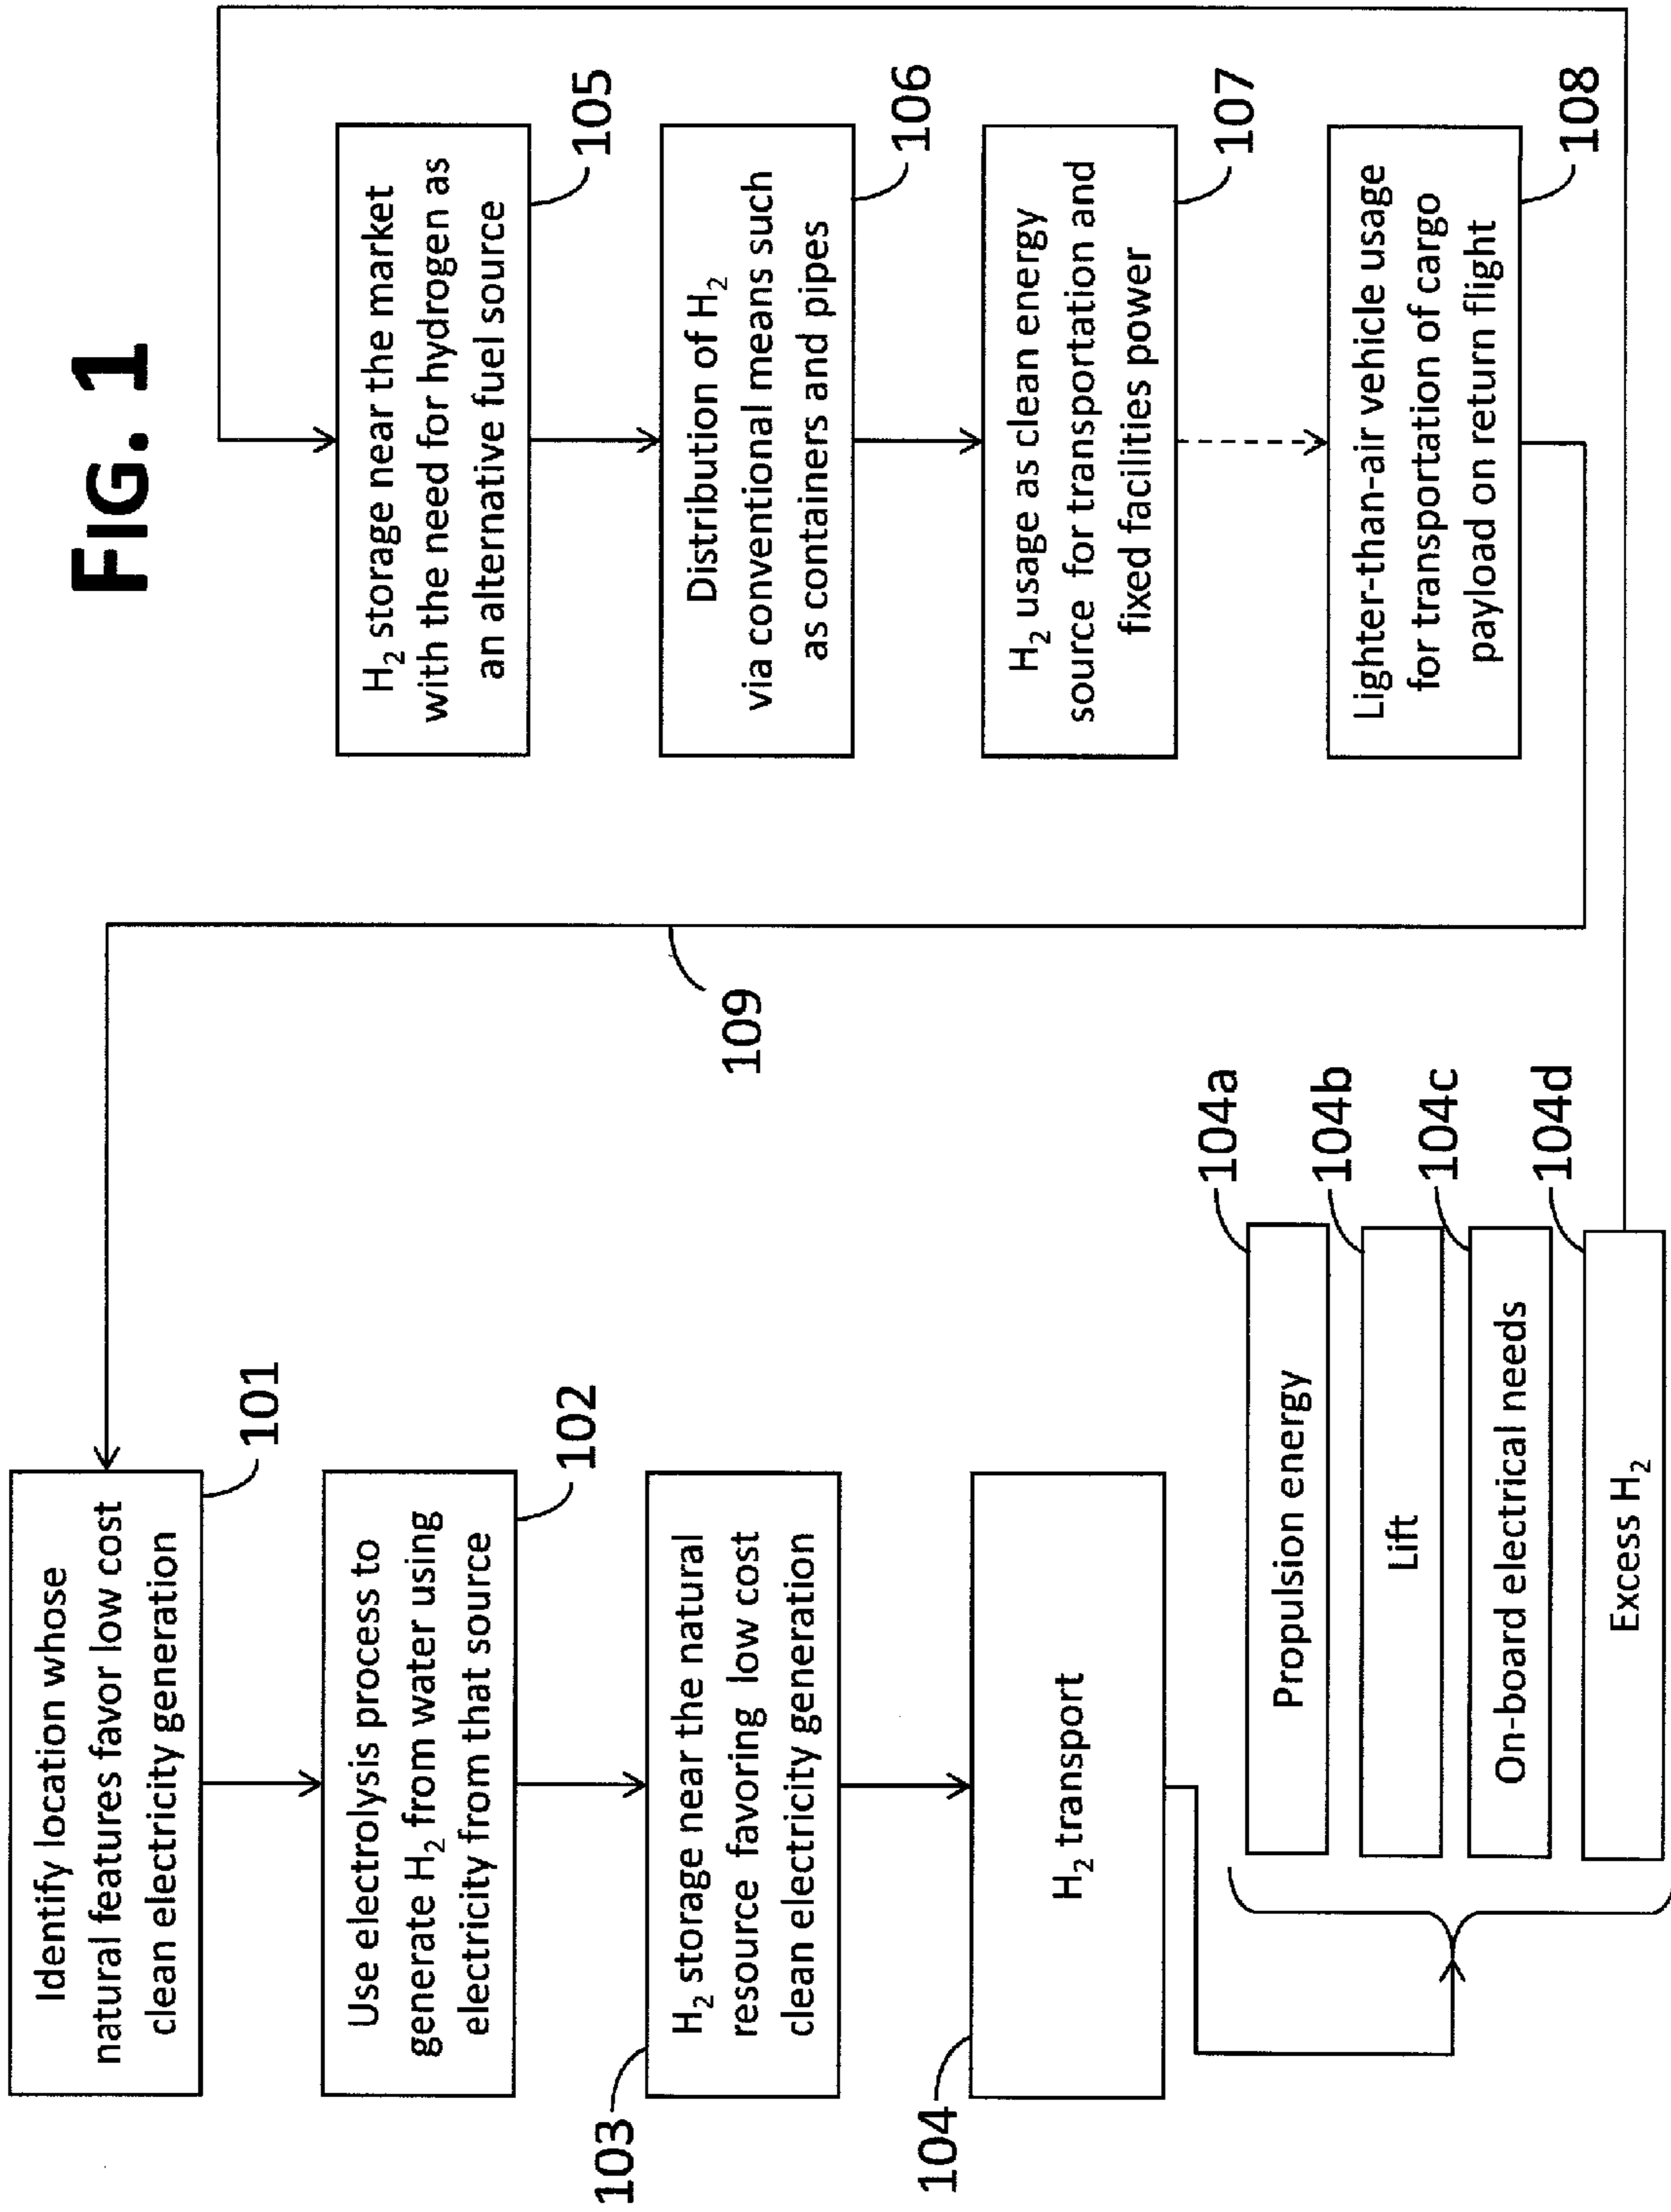 FIG. 1
Identify location whose
natural features favor low cost
clean electricity generation
101
Use electrolysis process to
generate H₂ from water using
electricity from that source
102
H₂ storage near the natural
resource favoring low cost
clean electricity generation
103
H₂ transport
104
Propulsion energy
104a
Lift
104b
On-board electrical needs
104c
Excess H₂
104d
H₂ storage near the market
with the need for hydrogen as
an alternative fuel source
105
Distribution of H₂
via conventional means such
as containers and pipes
106
H₂ usage as clean energy
source for transportation and
fixed facilities power
107
Lighter-than-air vehicle usage
for transportation of cargo
payload on return flight
108
109